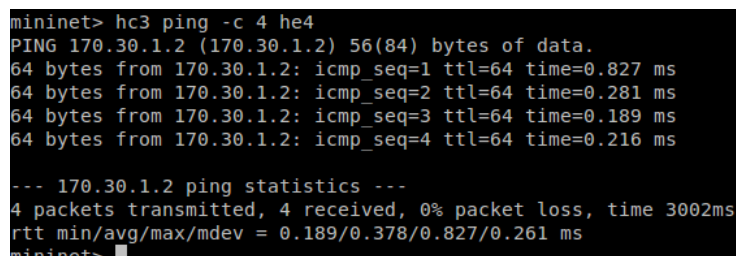 mininet> hc3 ping -c 4 he4
PING 170.30.1.2 (170.30.1.2) 56(84) bytes of data.
64 bytes from 170.30.1.2: icmp_seq=1 ttl=64 time=0.827 ms
64 bytes from 170.30.1.2: icmp_seq=2 ttl=64 time=0.281 ms
64 bytes from 170.30.1.2: icmp_seq=3 ttl=64 time=0.189 ms
64 bytes from 170.30.1.2: icmp_seq=4 ttl=64 time=0.216 ms

--- 170.30.1.2 ping statistics ---
4 packets transmitted, 4 received, 0% packet loss, time 3002ms
rtt min/avg/max/mdev = 0.189/0.378/0.827/0.261 ms
mininet>